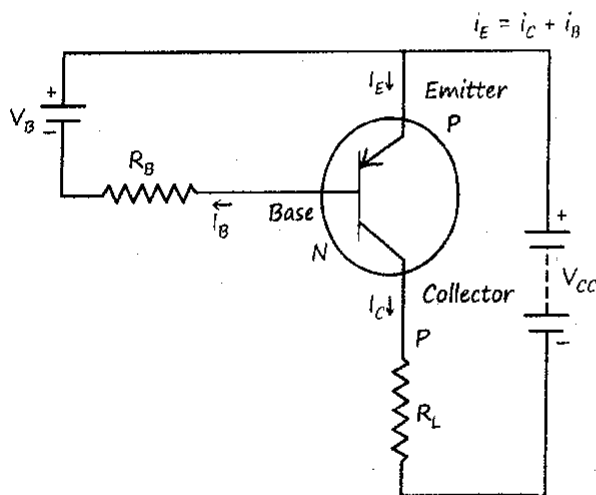 i_E = i_C + i_B
I_E↓ Emitter
P
+
V_B
−
R_B
←
I_B
Base
N
+
V_CC
−
Collector
I_C↓
P
R_L